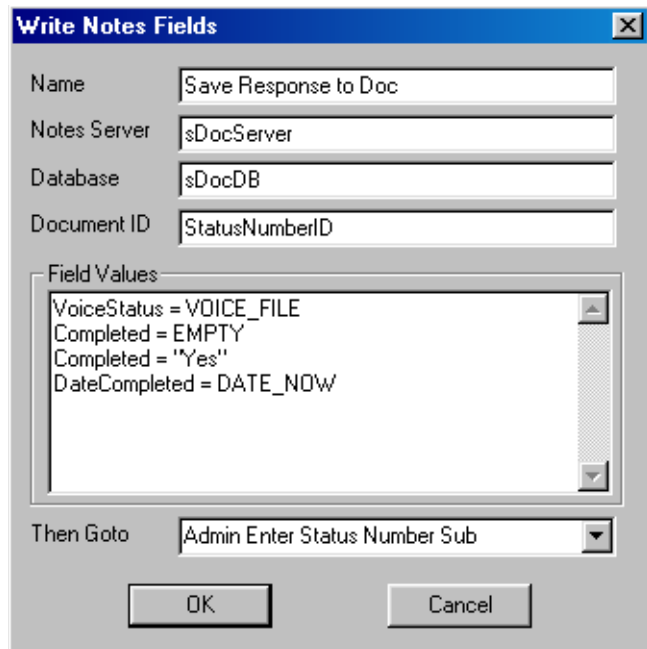 Write Notes Fields
Name Save Response to Doc
Notes Server sDocServer
Database sDocDB
Document ID StatusNumberID
Field Values
VoiceStatus = VOICE_FILE
Completed = EMPTY
Completed = "Yes"
DateCompleted = DATE_NOW
Then Goto Admin Enter Status Number Sub
OK Cancel